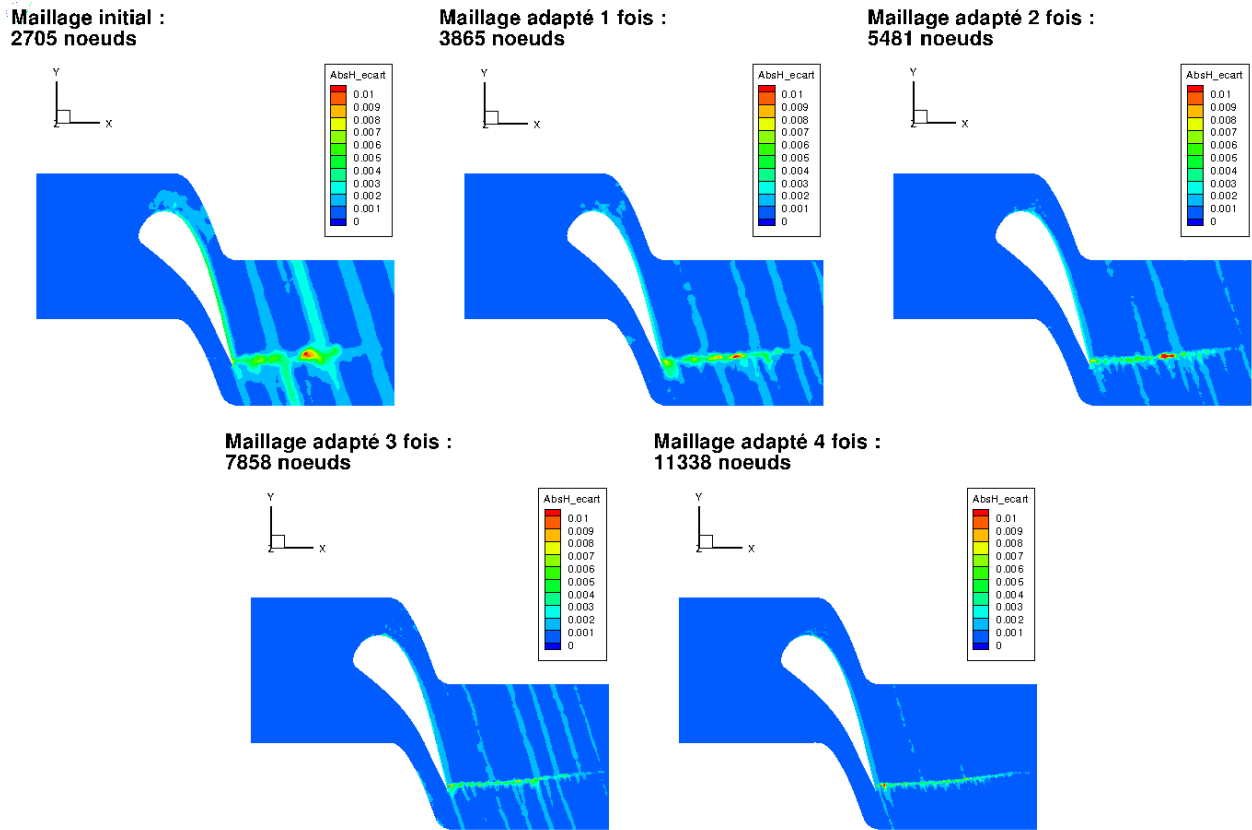 Maillage initial :
2705 noeuds
Y
Z
X
AbsH_ecart
0.01
0.009
0.008
0.007
0.006
0.005
0.004
0.003
0.002
0.001
0
Maillage adapté 1 fois :
3865 noeuds
Y
Z
X
AbsH_ecart
0.01
0.009
0.008
0.007
0.006
0.005
0.004
0.003
0.002
0.001
0
Maillage adapté 2 fois :
5481 noeuds
Y
Z
X
AbsH_ecart
0.01
0.009
0.008
0.007
0.006
0.005
0.004
0.003
0.002
0.001
0
Maillage adapté 3 fois :
7858 noeuds
Y
Z
X
AbsH_ecart
0.01
0.009
0.008
0.007
0.006
0.005
0.004
0.003
0.002
0.001
0
Maillage adapté 4 fois :
11338 noeuds
Y
Z
X
AbsH_ecart
0.01
0.009
0.008
0.007
0.006
0.005
0.004
0.003
0.002
0.001
0